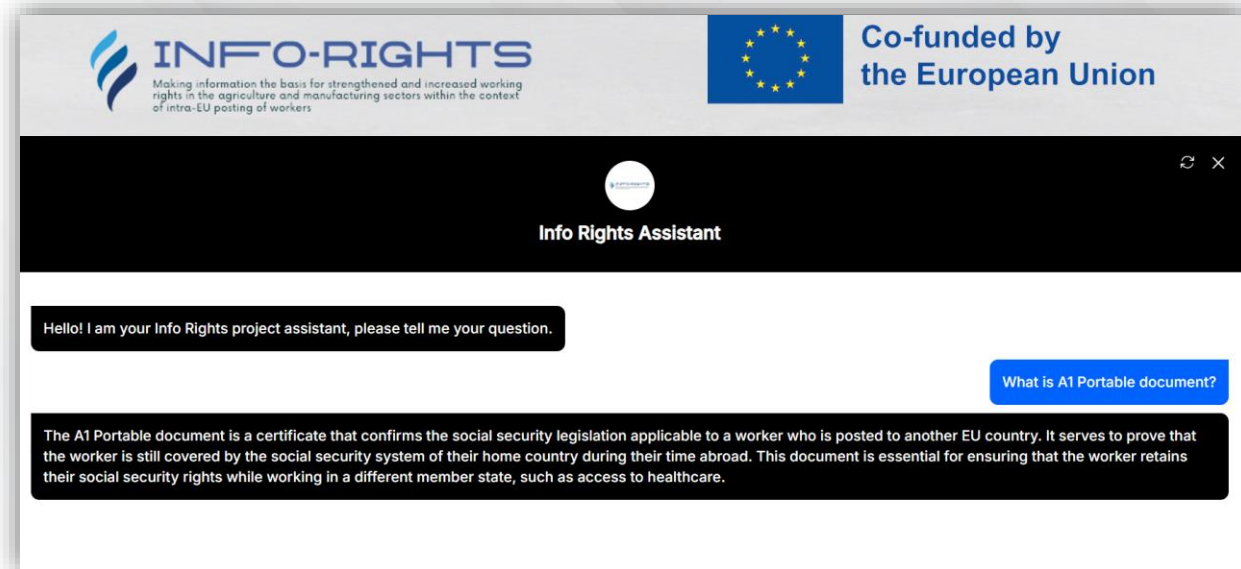 INFO-RIGHTS
Making information the basis for strengthened and increased working
rights in the agriculture and manufacturing sectors within the context
of intra-EU posting of workers
Co-funded by
the European Union
Info Rights Assistant
Hello! I am your Info Rights project assistant, please tell me your question.
What is A1 Portable document?
The A1 Portable document is a certificate that confirms the social security legislation applicable to a worker who is posted to another EU country. It serves to prove that
the worker is still covered by the social security system of their home country during their time abroad. This document is essential for ensuring that the worker retains
their social security rights while working in a different member state, such as access to healthcare.